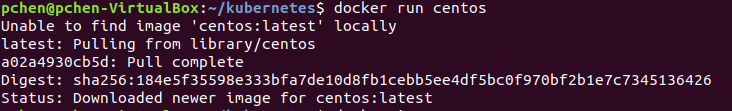 pchen@pchen-VirtualBox:~/kubernetes$ docker run centos
Unable to find image 'centos:latest' locally
latest: Pulling from library/centos
a02a4930cb5d: Pull complete
Digest: sha256:184e5f35598e333bfa7de10d8fb1cebb5ee4df5bc0f970bf2b1e7c7345136426
Status: Downloaded newer image for centos:latest